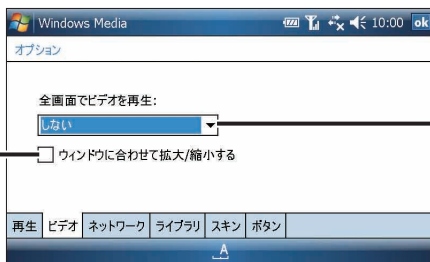 Windows Media 10:00 ok
オプション
全画面でビデオを再生:
しない
ウィンドウに合わせて拡大/縮小する
再生 ビデオ ネットワーク ライブラリ スキン ボタン
A